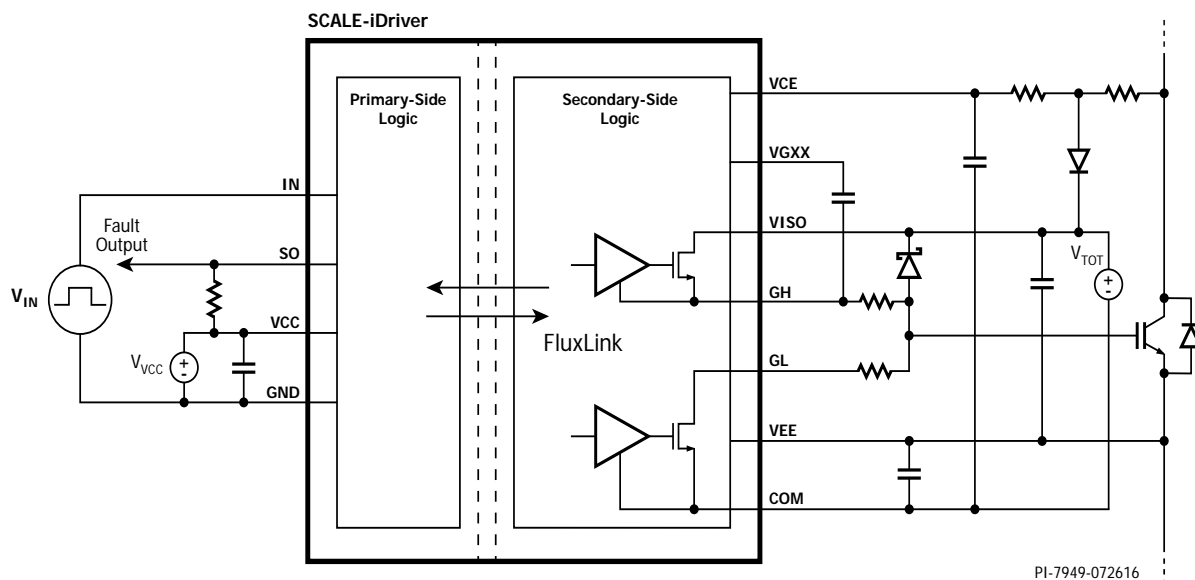 SCALE-iDriver
Primary-Side
Logic
Secondary-Side
Logic
VCE
VGXX
IN
Fault
Output
VISO
SO
VTOT
+
-
VIN
GH
VCC
FluxLink
VVCC
+
-
GL
GND
VEE
COM
PI-7949-072616